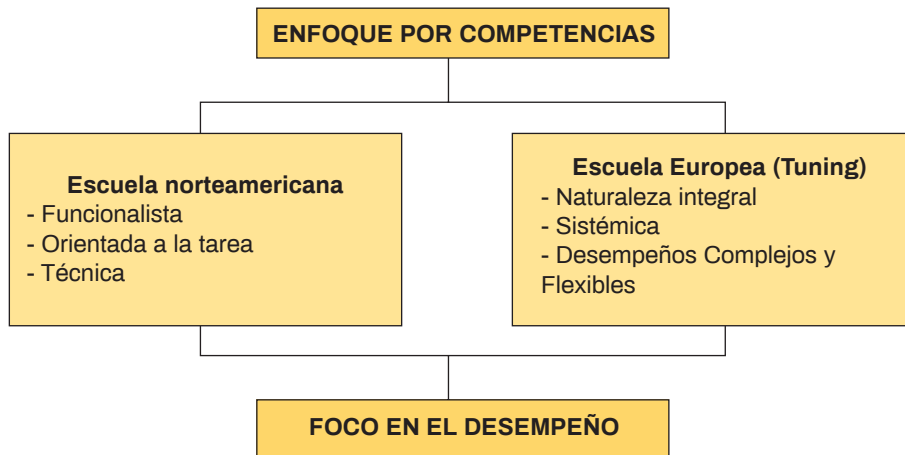 ENFOQUE POR COMPETENCIAS
Escuela norteamericana
- Funcionalista
- Orientada a la tarea
- Técnica
Escuela Europea (Tuning)
- Naturaleza integral
- Sistémica
- Desempeños Complejos y
Flexibles
FOCO EN EL DESEMPEÑO